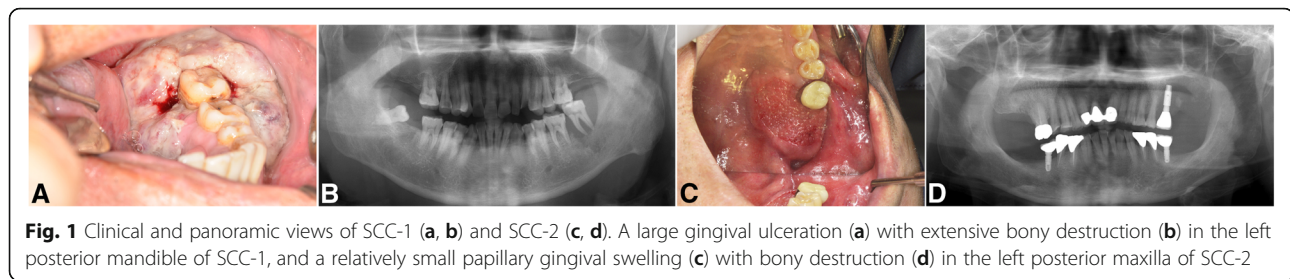 A
B
C
D
Fig. 1 Clinical and panoramic views of SCC-1 (a, b) and SCC-2 (c, d). A large gingival ulceration (a) with extensive bony destruction (b) in the left
posterior mandible of SCC-1, and a relatively small papillary gingival swelling (c) with bony destruction (d) in the left posterior maxilla of SCC-2